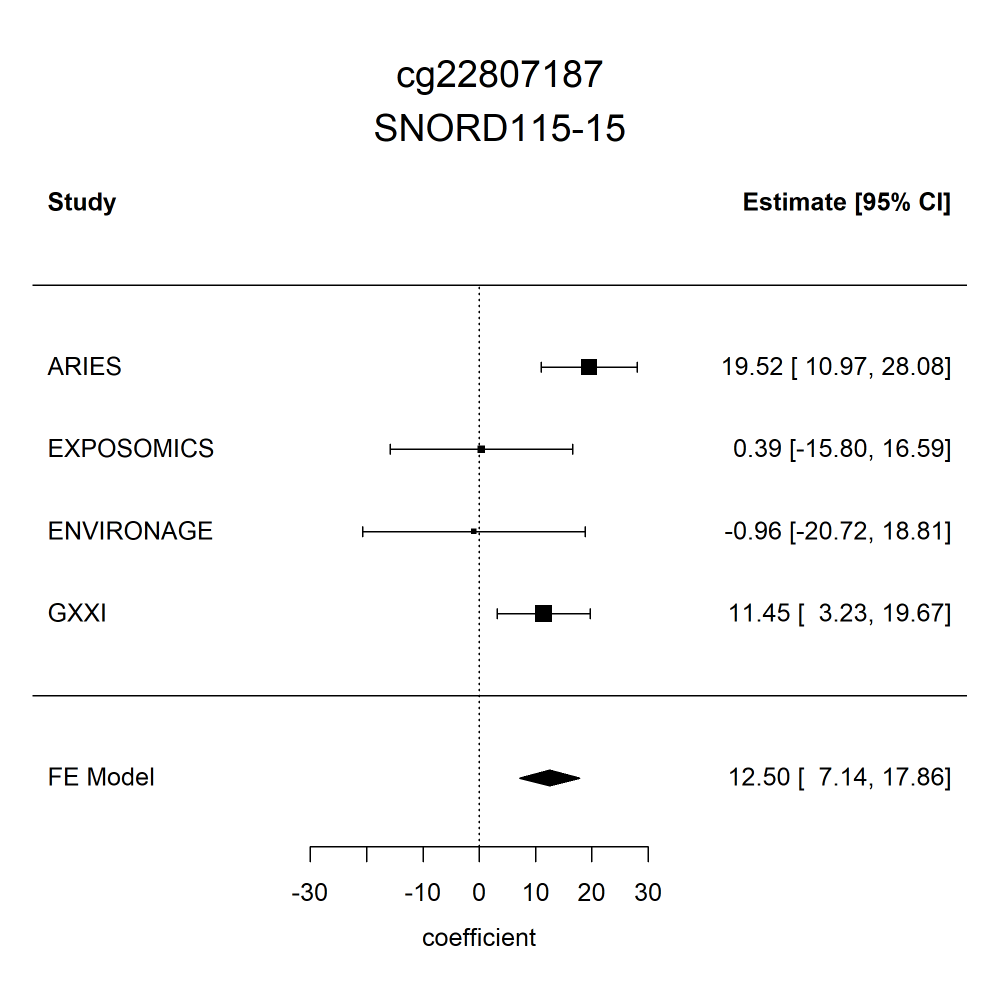 cg22807187
SNORD115-15
Study Estimate [95% CI]
ARIES 19.52 [ 10.97, 28.08]
EXPOSOMICS 0.39 [-15.80, 16.59]
ENVIRONAGE -0.96 [-20.72, 18.81]
GXXI 11.45 [  3.23, 19.67]
FE Model 12.50 [  7.14, 17.86]
-30 -10 0 10 20 30
coefficient